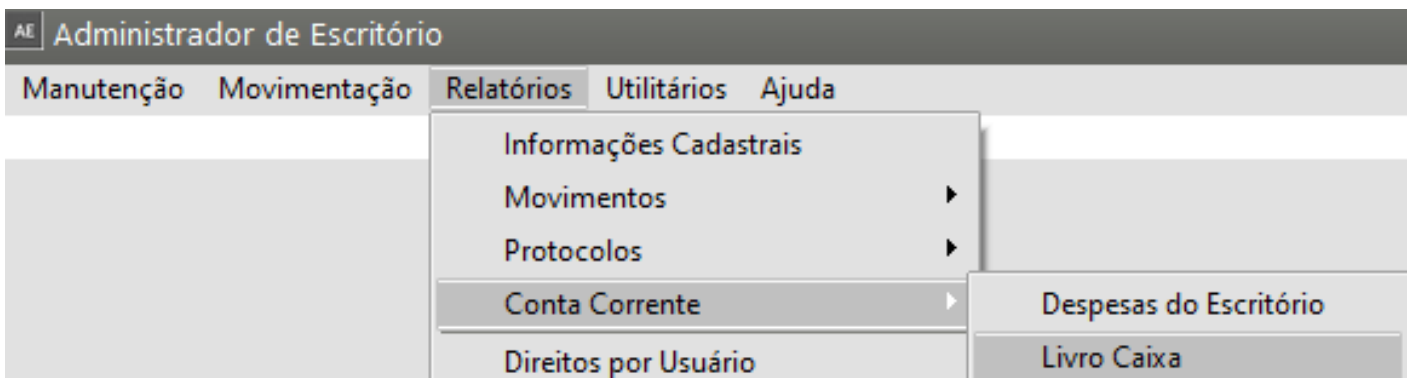 AE Administrador de Escritório
Manutenção Movimentação Relatórios Utilitários Ajuda
Informações Cadastrais
Movimentos
Protocolos
Conta Corrente
Despesas do Escritório
Direitos por Usuário
Livro Caixa